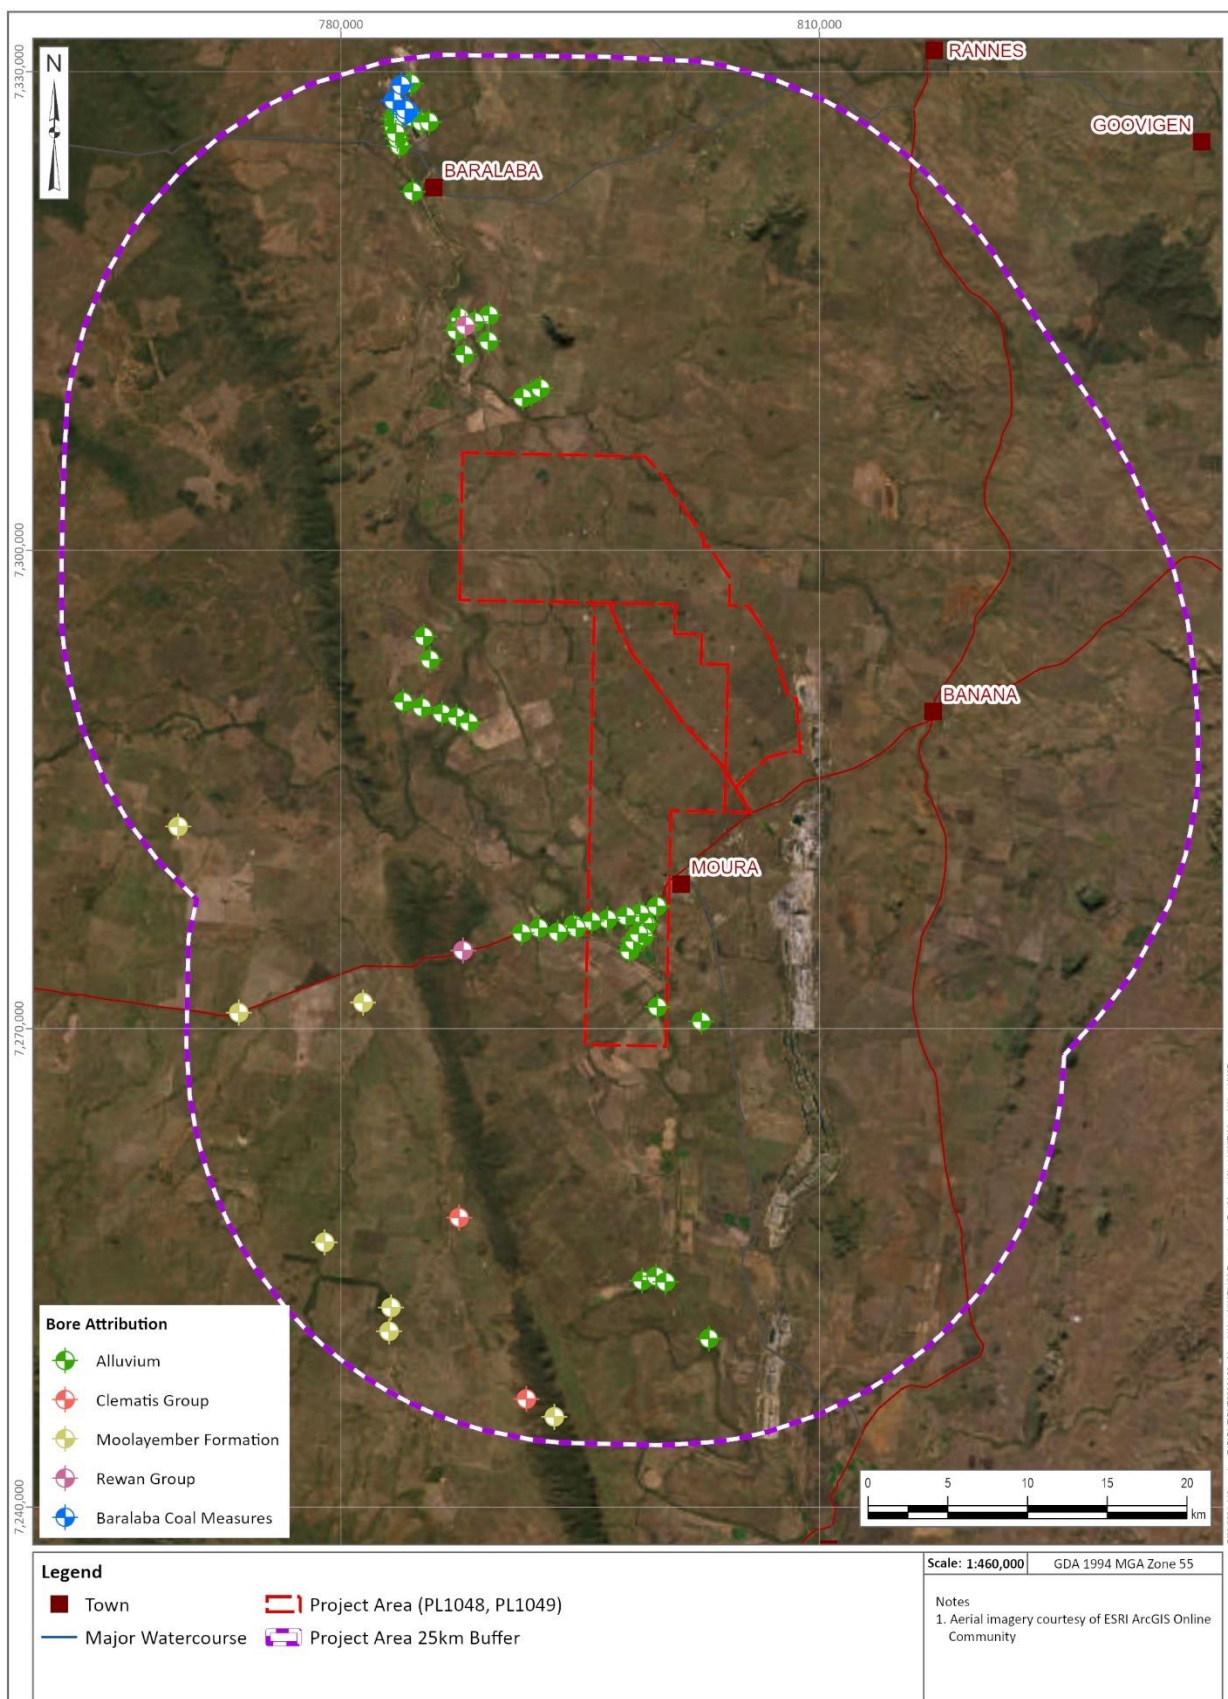 780,000
810,000
7,330,000
7,300,000
7,270,000
7,240,000
N
RANNES
GOOVIGEN
BARALABA
BANANA
MOURA
Bore Attribution
Alluvium
Clematis Group
Moolayember Formation
Rewan Group
Baralaba Coal Measures
0 5 10 15 20
km
Legend
Town
Major Watercourse
Project Area (PL1048, PL1049)
Project Area 25km Buffer
Scale: 1:460,000
GDA 1994 MGA Zone 55
Notes
1. Aerial imagery courtesy of ESRI ArcGIS Online
Community